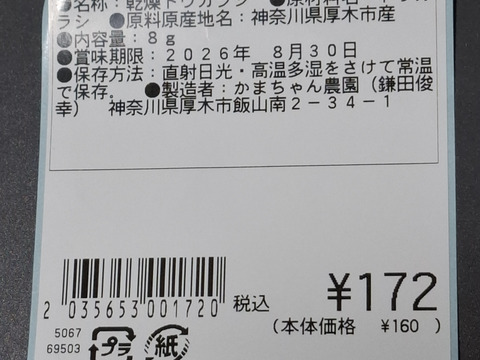 ●名称：乾燥トウガラシ　●原材料名：トウガ
ラシ　●原料原産地名：神奈川県厚木市産
●内容量：８ｇ
●賞味期限：２０２６年　８月３０日
●保存方法：直射日光・高温多湿をさけて常温
で保存。　●製造者：かまちゃん農園（鎌田俊
幸）　神奈川県厚木市飯山南２－３４－１
2 035653 001720
税込 ¥172
（本体価格　¥160　）
5067
69503
プラ
紙